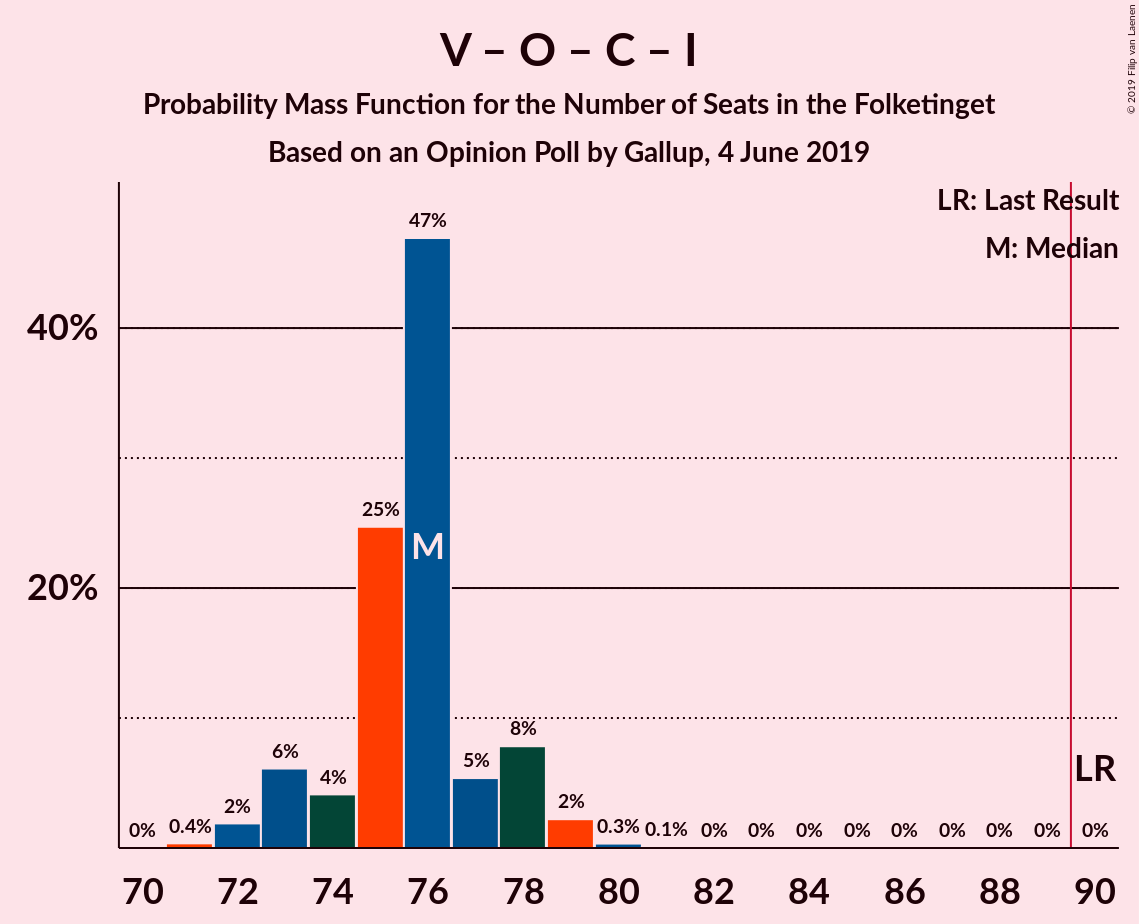 V – O – C – I
Probability Mass Function for the Number of Seats in the Folketinget
Based on an Opinion Poll by Gallup, 4 June 2019
© 2019 Filip van Laenen
LR: Last Result
M: Median
40%
20%
0% 0.4% 2% 6% 4% 25% 47% 5% 8% 2% 0.3% 0.1% 0% 0% 0% 0% 0% 0% 0% 0% 0%
M
LR
70 72 74 76 78 80 82 84 86 88 90